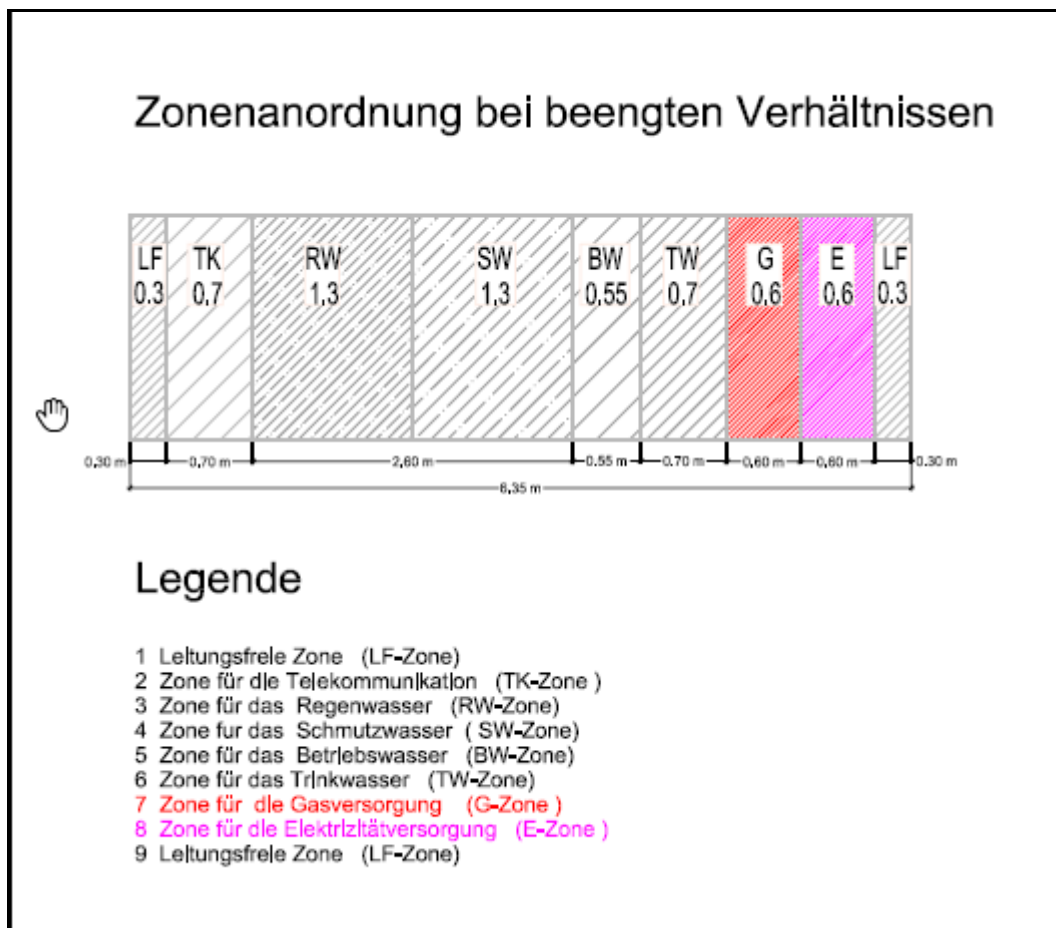 Zonenanordnung bei beengten Verhältnissen
LF TK RW SW BW TW G E LF
0.3 0,7 1,3 1,3 0,55 0,7 0,6 0,6 0.3
0.30 m 0,70 m 2,60 m 0.55 m 0.70 m 0,60 m 0,60 m 0.30 m
6,35 m
Legende
1 Leitungsfreie Zone (LF-Zone)
2 Zone für die Telekommunikation (TK-Zone )
3 Zone für das Regenwasser (RW-Zone)
4 Zone für das Schmutzwasser ( SW-Zone)
5 Zone für das Betriebswasser (BW-Zone)
6 Zone für das Trinkwasser (TW-Zone)
7 Zone für die Gasversorgung (G-Zone )
8 Zone für die Elektrizitätversorgung (E-Zone )
9 Leitungsfreie Zone (LF-Zone)